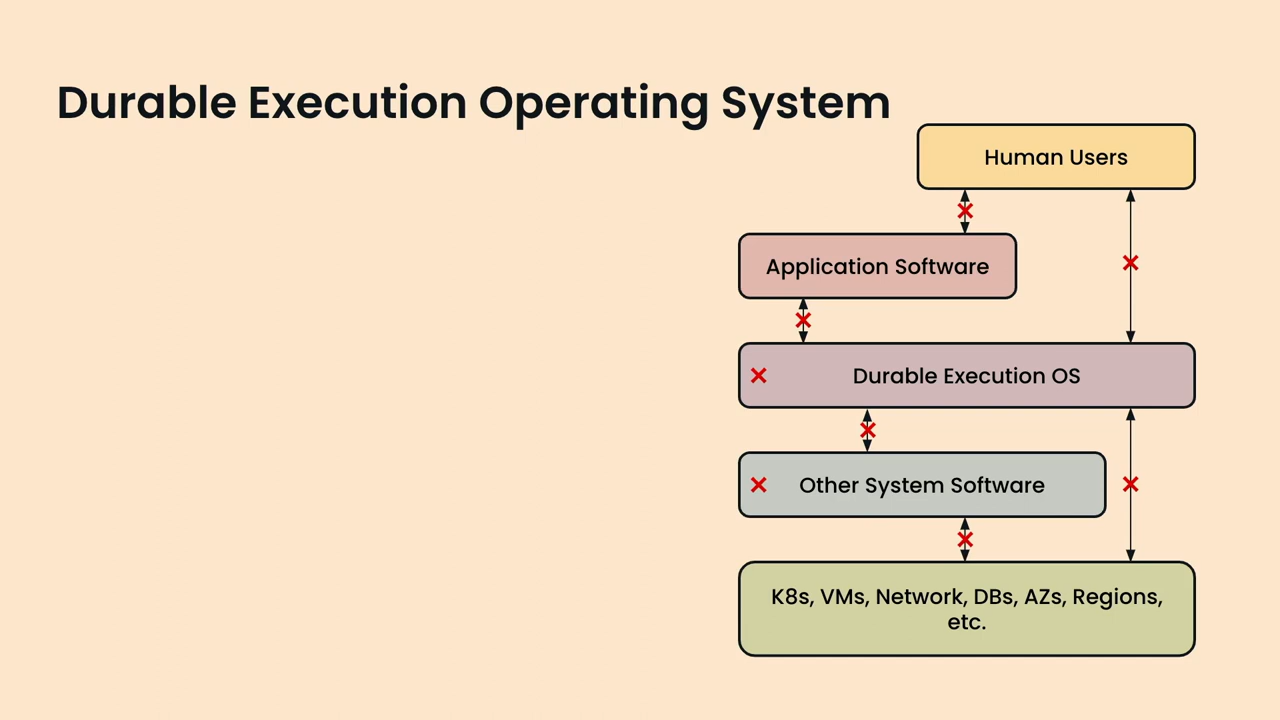 Durable Execution Operating System
Human Users
Application Software
Durable Execution OS
Other System Software
K8s, VMs, Network, DBs, AZs, Regions,
etc.